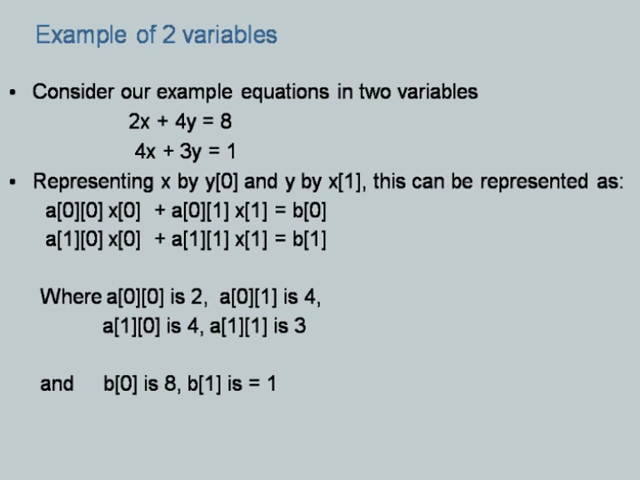 Example of 2 variables
• Consider our example equations in two variables
2x + 4y = 8
4x + 3y = 1
• Representing x by y[0] and y by x[1], this can be represented as:
a[0][0] x[0] + a[0][1] x[1] = b[0]
a[1][0] x[0] + a[1][1] x[1] = b[1]
Where a[0][0] is 2, a[0][1] is 4,
a[1][0] is 4, a[1][1] is 3
and b[0] is 8, b[1] is = 1